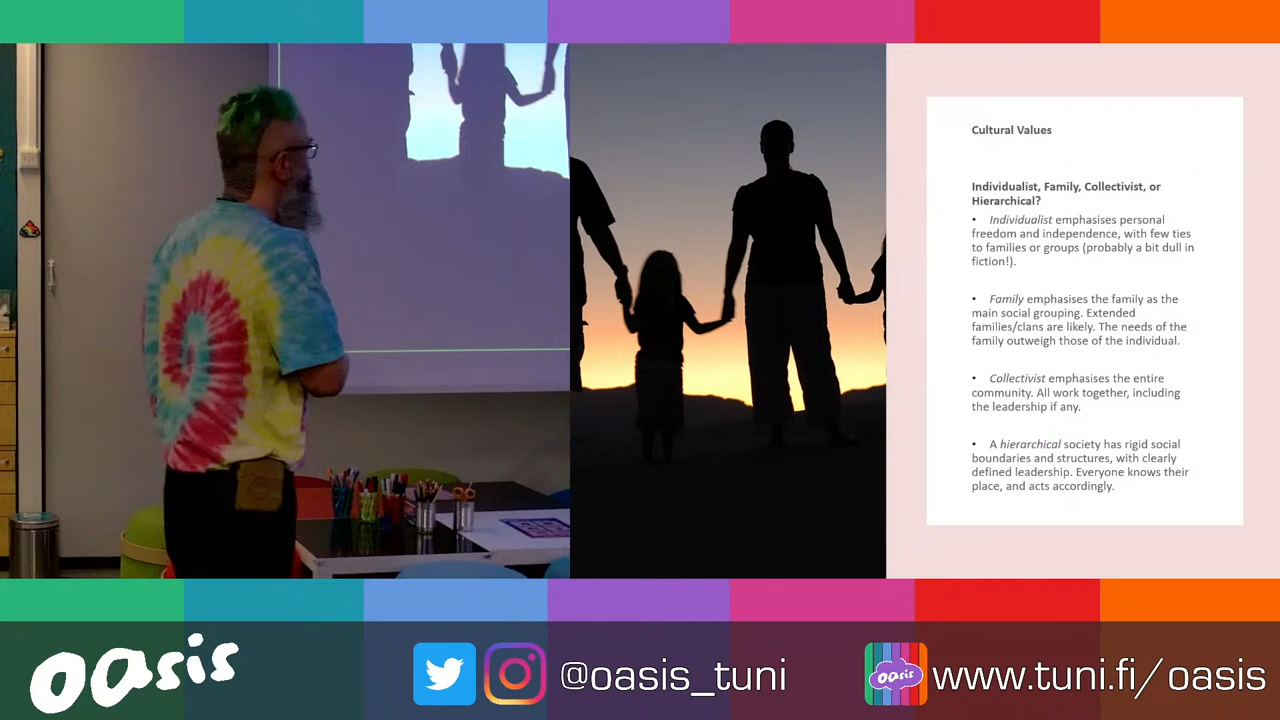 Cultural Values
Individualist, Family, Collectivist, or
Hierarchical?
• Individualist emphasises personal
freedom and independence, with few ties
to families or groups (probably a bit dull in
fiction!).
• Family emphasises the family as the
main social grouping. Extended
families/clans are likely. The needs of the
family outweigh those of the individual.
• Collectivist emphasises the entire
community. All work together, including
the leadership if any.
• A hierarchical society has rigid social
boundaries and structures, with clearly
defined leadership. Everyone knows their
place, and acts accordingly.
oasis
@oasis_tuni
oasis
www.tuni.fi/oasis